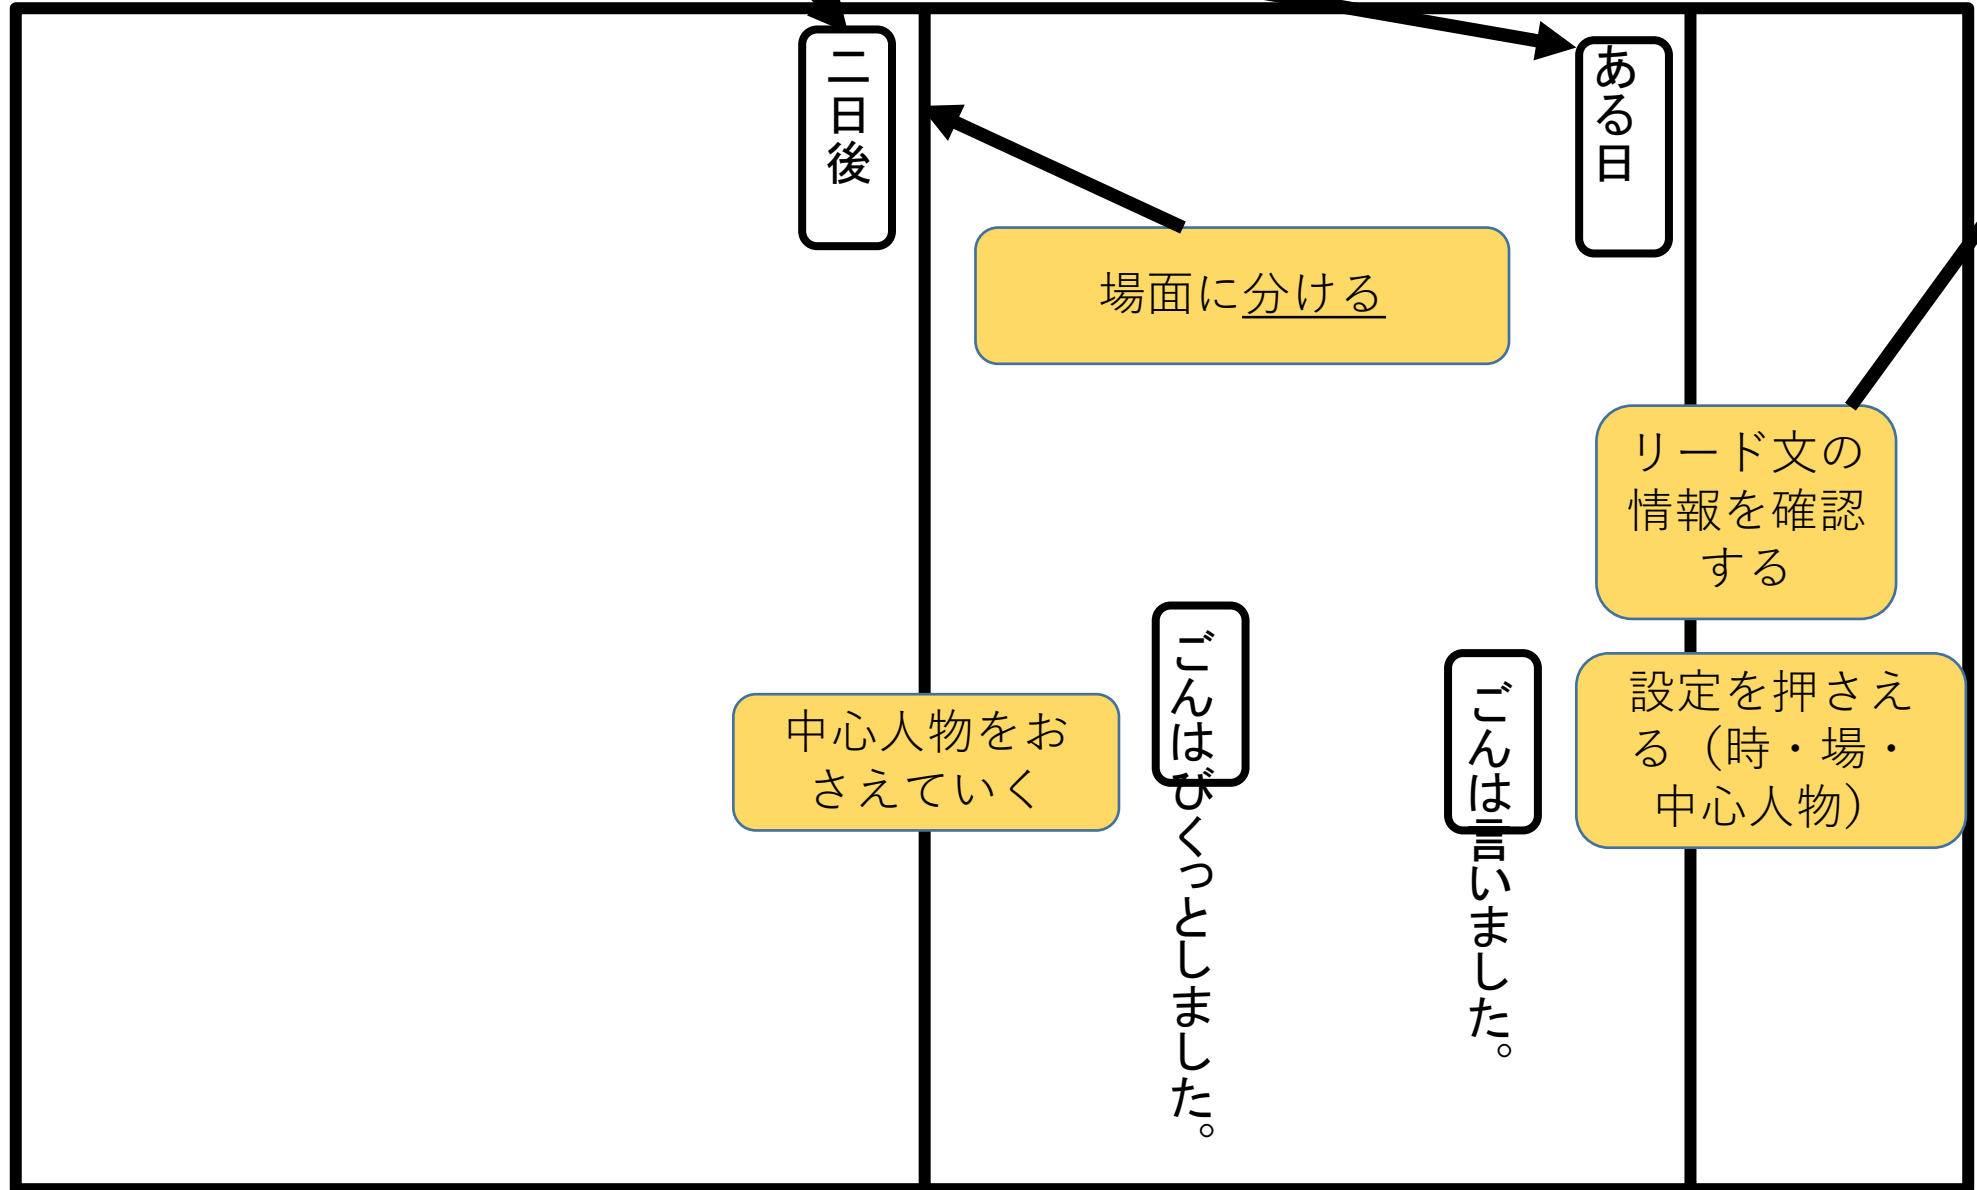 ある日
二日後
場面に分ける
リード文の
情報を確認
する
設定を押さえ
る（時・場・
中心人物）
ごんは言いました。
ごんはびくっとしました。
中心人物をお
さえていく